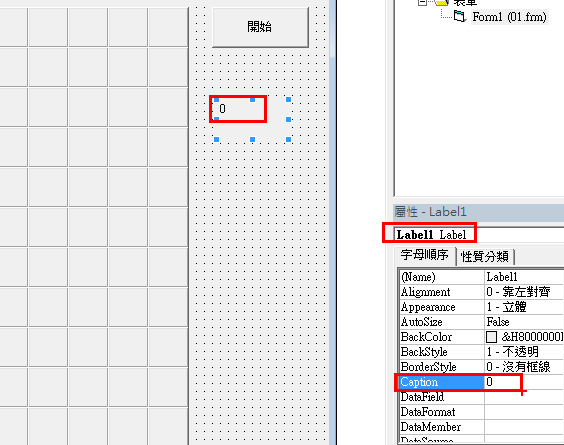 開始
0
表單
Form1 (01.frm)
屬性 - Label1
Label1 Label
字母順序 性質分類
(Name) Label1
Alignment 0 - 靠左對齊
Appearance 1 - 立體
AutoSize False
BackColor &H8000000
BackStyle 1 - 不透明
BorderStyle 0 - 沒有框線
Caption 0
DataField
DataFormat
DataMember
DataSource